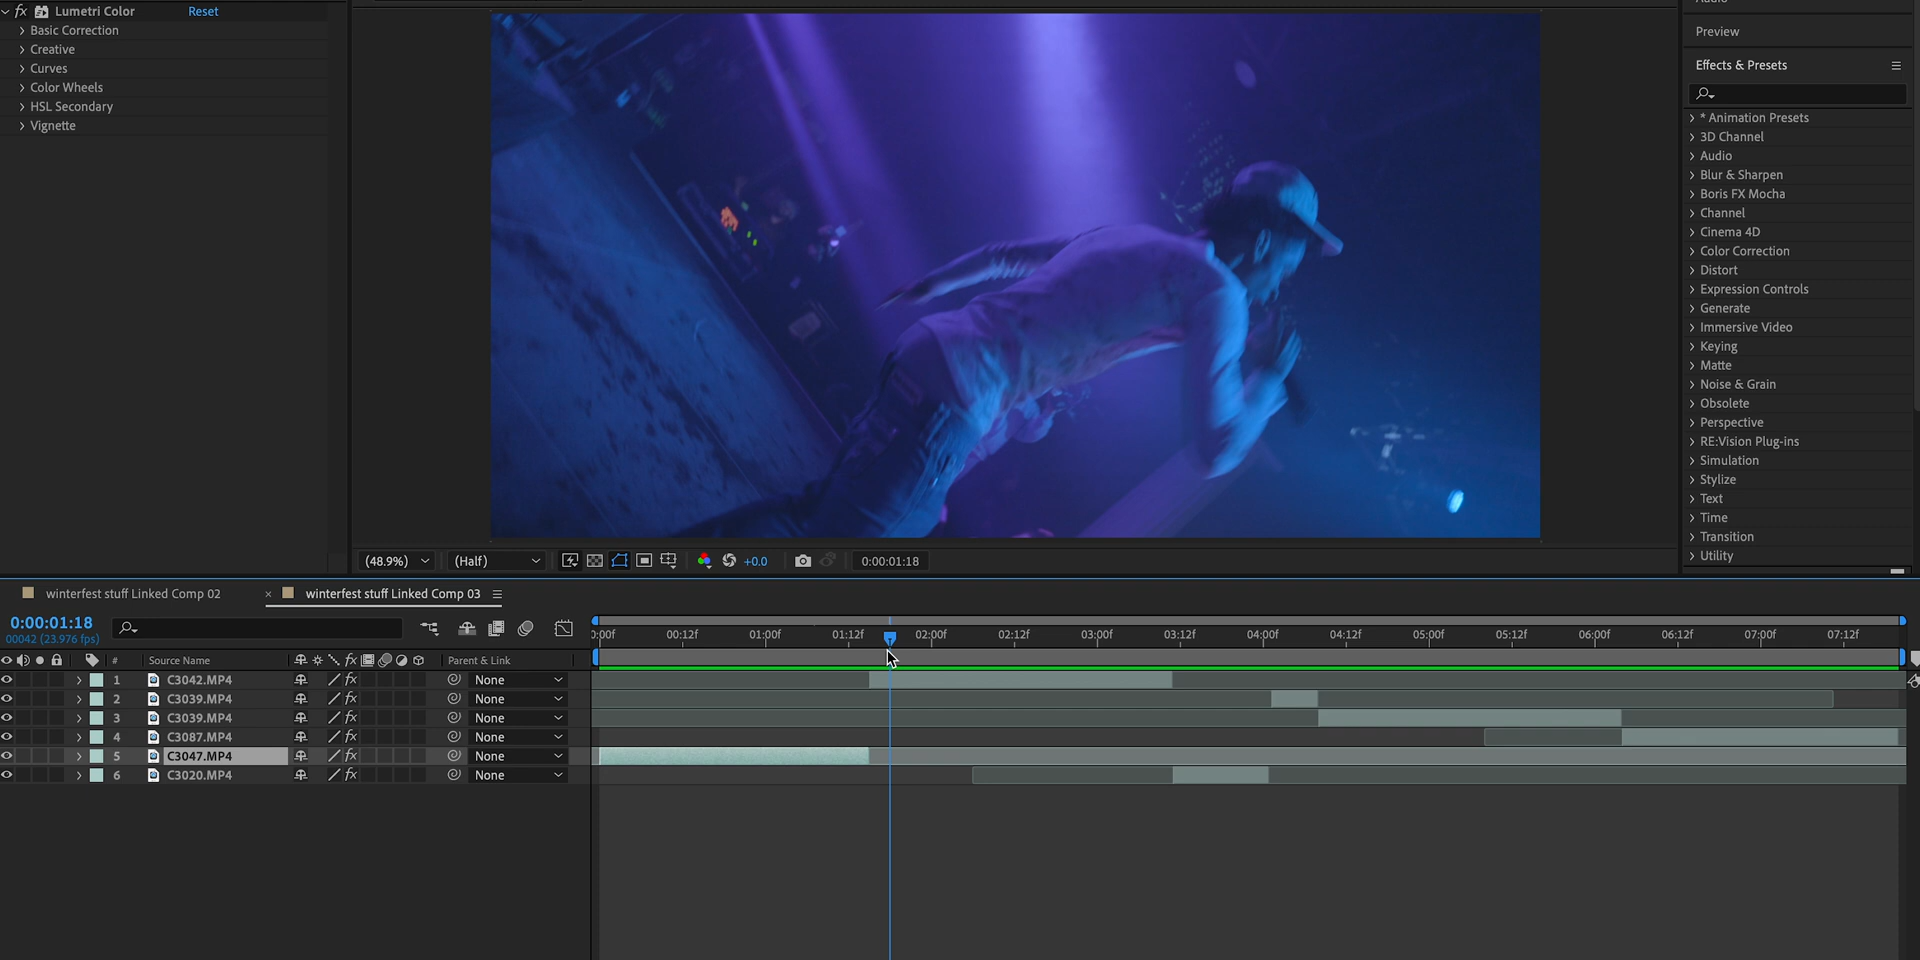 Lumetri Color Reset
Basic Correction
Creative
Curves
Color Wheels
HSL Secondary
Vignette
Preview
Effects & Presets
* Animation Presets
3D Channel
Audio
Blur & Sharpen
Boris FX Mocha
Channel
Cinema 4D
Color Correction
Distort
Expression Controls
Generate
Immersive Video
Keying
Matte
Noise & Grain
Obsolete
Perspective
RE:Vision Plug-ins
Simulation
Stylize
Text
Time
Transition
Utility
(48.9%) (Half) +0.0 0:00:01:18
winterfest stuff Linked Comp 02 × winterfest stuff Linked Comp 03
0:00:01:18
00042 (23.976 fps)
00:12f 01:00f 01:12f 02:00f 02:12f 03:00f 03:12f 04:00f 04:12f 05:00f 05:12f 06:00f 06:12f 07:00f 07:12f
# Source Name fx Parent & Link
1 C3042.MP4 fx None
2 C3039.MP4 fx None
3 C3039.MP4 fx None
4 C3087.MP4 fx None
5 C3047.MP4 fx None
6 C3020.MP4 fx None